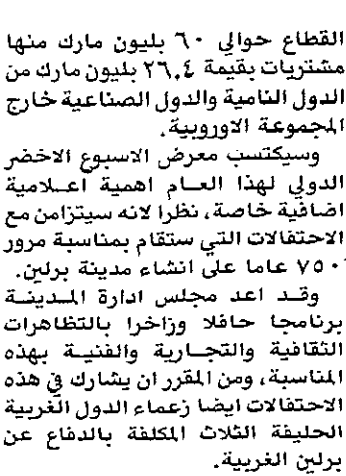 القطاع حوالي ٦٠ بليون مارك منها
مشتريات بقيمة ٢٦,٤ بليون مارك من
الدول النامية والدول الصناعية خارج
المجموعة الاوروبية.
وسيكتسب معرض الاسبوع الاخضر
الدولي لهذا العام اهمية اعلامية
اضافية خاصة، نظرا لانه سيتزامن مع
الاحتفالات التي ستقام بمناسبة مرور
٧٥٠ عاما على انشاء مدينة برلين.
وقد اعد مجلس ادارة المدينة
برنامجا حافلا وزاخرا بالتظاهرات
الثقافية والتجارية والفنية بهذه
المناسبة، ومن المقرر ان يشارك في هذه
الاحتفالات ايضا زعماء الدول الغربية
الحليفة الثلاث المكلفة بالدفاع عن
برلين الغربية.